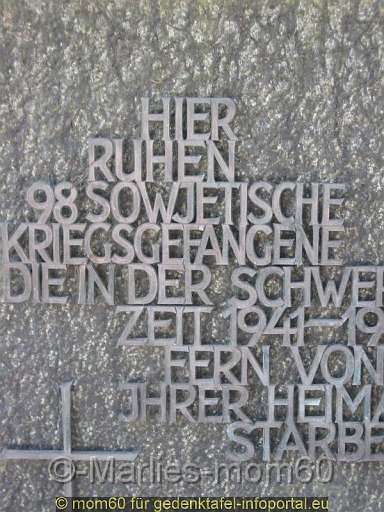 HIER
RUHEN
98 SOWJETISCHE
KRIEGSGEFANGENE
DIE IN DER SCHWE
ZEIT 1941-19
FERN VON
JHRER HEIM
STARBE
©-Marlies-mom60
© mom60 für gedenktafel-infoportal.eu